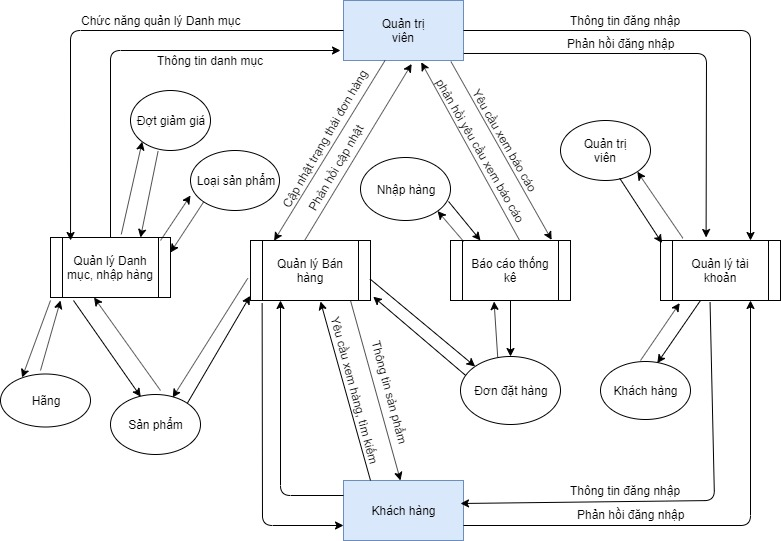 Chức năng quản lý Danh mục
Quản trị
viên
Thông tin đăng nhập
Thông tin danh mục
Phản hồi đăng nhập
Cập nhật trạng thái đơn hàng
Phản hồi cập nhật
phản hồi yêu cầu xem báo cáo
Yêu cầu xem báo cáo
Đợt giảm giá
Loại sản phẩm
Nhập hàng
Quản trị
viên
Quản lý Danh
mục, nhập hàng
Quản lý Bán
hàng
Báo cáo thống
kê
Quản lý tài
khoản
Hãng
Sản phẩm
Yêu cầu xem hàng, tìm kiếm
Thông tin sản phẩm
Đơn đặt hàng
Khách hàng
Khách hàng
Thông tin đăng nhập
Phản hồi đăng nhập